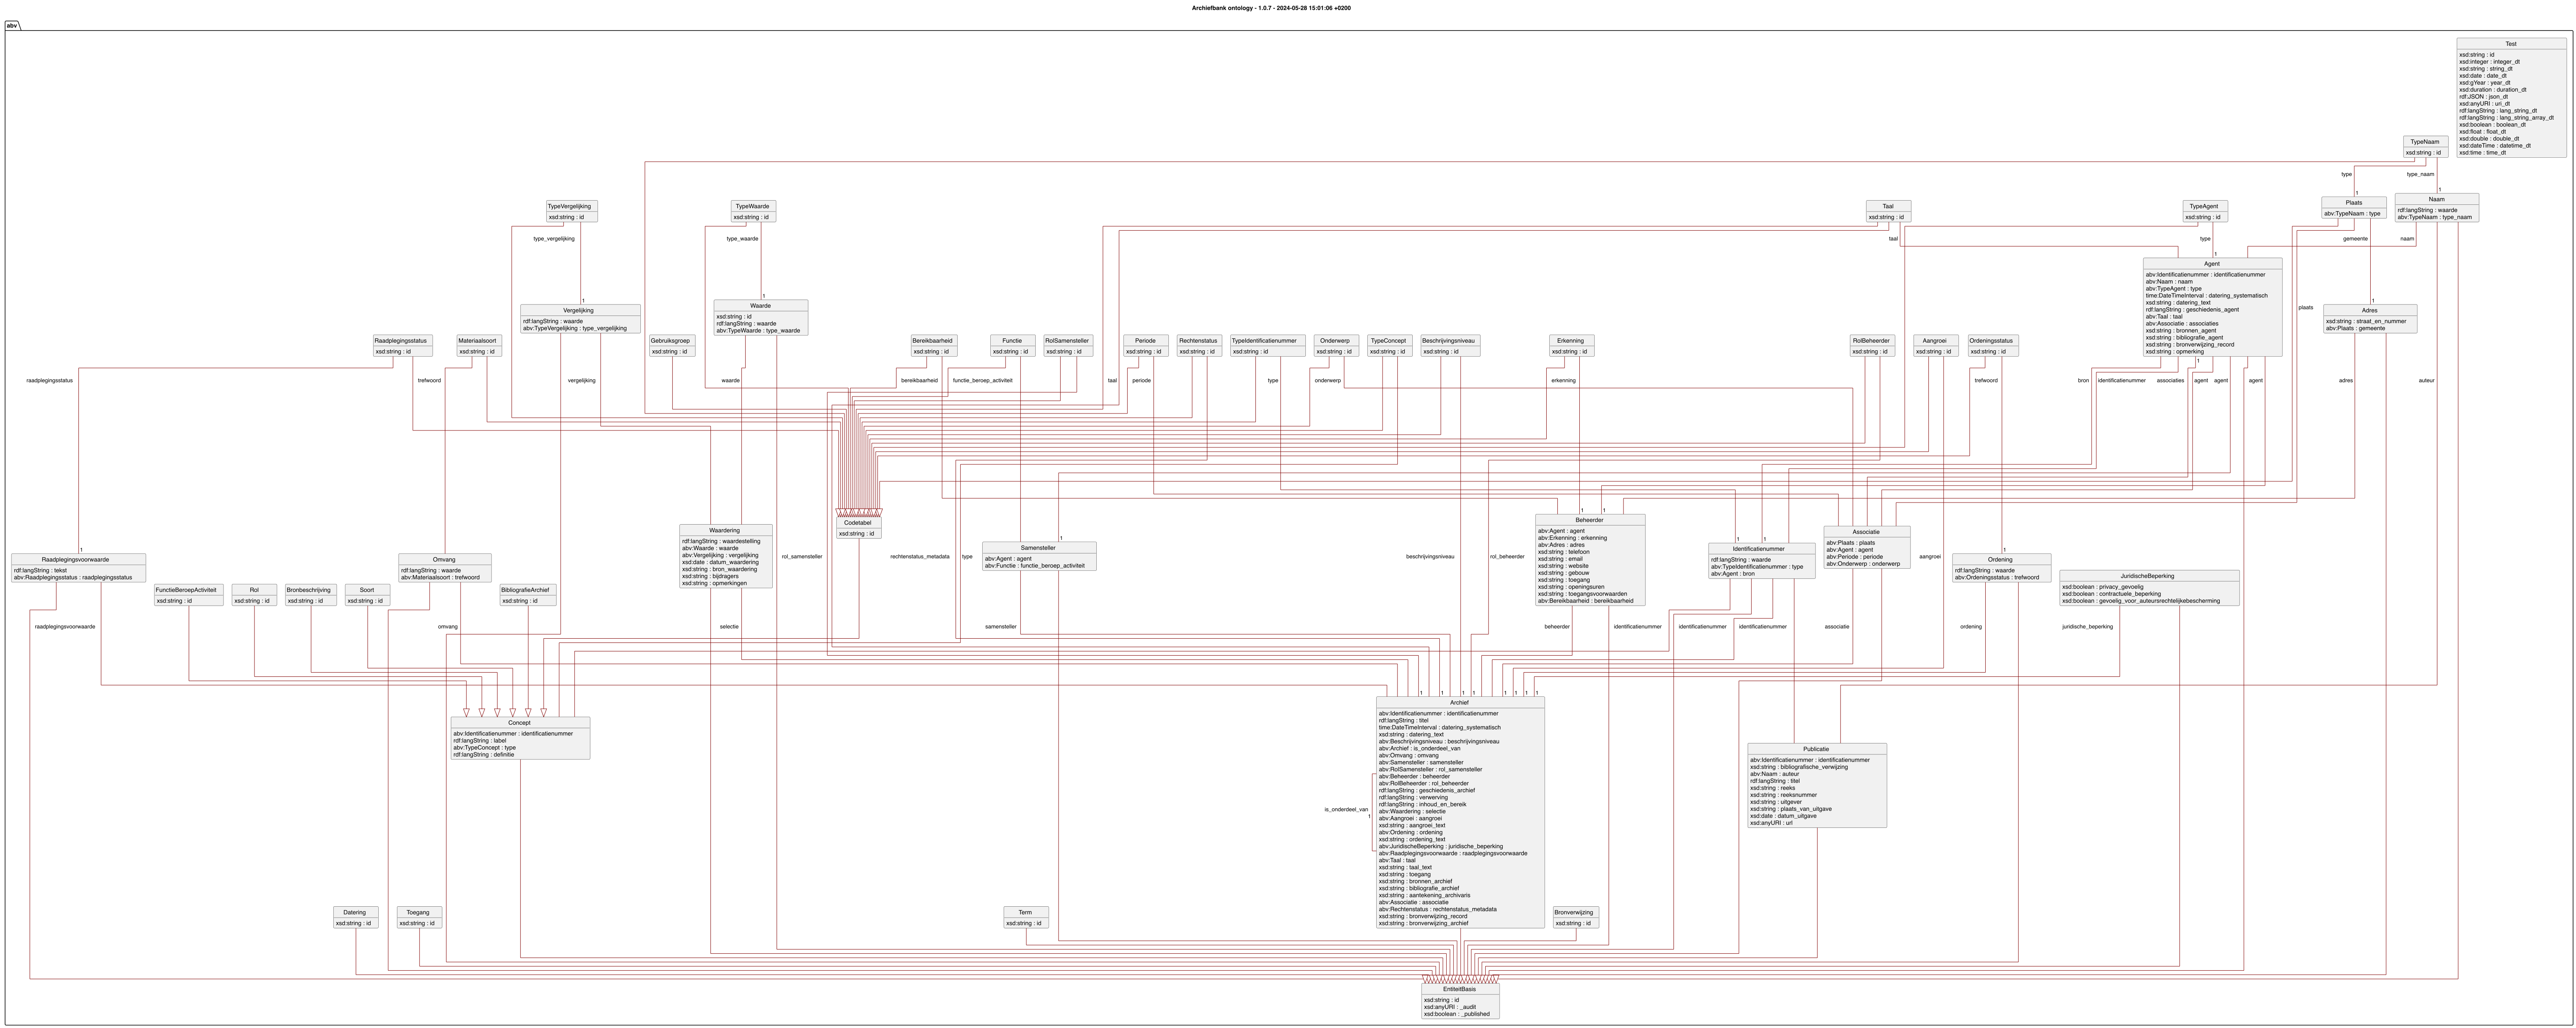 Archiefbank ontology - 1.0.7 - 2024-05-28 15:01:06 +0200
abv
Test
xsd:string : id
xsd:integer : integer_dt
xsd:string : string_dt
xsd:date : date_dt
xsd:gYear : year_dt
xsd:duration : duration_dt
rdf:JSON : json_dt
xsd:anyURI : uri_dt
rdf:langString : lang_string_dt
rdf:langString : lang_string_array_dt
xsd:boolean : boolean_dt
xsd:float : float_dt
xsd:double : double_dt
xsd:dateTime : datetime_dt
xsd:time : time_dt
TypeNaam
xsd:string : id
type
type_naam
1
1
TypeVergelijking
xsd:string : id
TypeWaarde
xsd:string : id
Taal
xsd:string : id
TypeAgent
xsd:string : id
Plaats
abv:TypeNaam : type
Naam
rdf:langString : waarde
abv:TypeNaam : type_naam
type_vergelijking
type_waarde
taal
type
gemeente
naam
1
1
1
1
Vergelijking
rdf:langString : waarde
abv:TypeVergelijking : type_vergelijking
Waarde
xsd:string : id
rdf:langString : waarde
abv:TypeWaarde : type_waarde
Agent
abv:Identificatienummer : identificatienummer
abv:Naam : naam
abv:TypeAgent : type
time:DateTimeInterval : datering_systematisch
xsd:string : datering_text
rdf:langString : geschiedenis_agent
abv:Taal : taal
abv:Associatie : associaties
xsd:string : bronnen_agent
xsd:string : bibliografie_agent
xsd:string : bronverwijzing_record
xsd:string : opmerking
plaats
Adres
xsd:string : straat_en_nummer
abv:Plaats : gemeente
Raadplegingsstatus
xsd:string : id
Materiaalsoort
xsd:string : id
Gebruiksgroep
xsd:string : id
Bereikbaarheid
xsd:string : id
Functie
xsd:string : id
RolSamensteller
xsd:string : id
Periode
xsd:string : id
Rechtenstatus
xsd:string : id
TypeIdentificatienummer
xsd:string : id
Onderwerp
xsd:string : id
TypeConcept
xsd:string : id
Beschrijvingsniveau
xsd:string : id
Erkenning
xsd:string : id
RolBeheerder
xsd:string : id
Aangroei
xsd:string : id
Ordeningsstatus
xsd:string : id
1
raadplegingsstatus
trefwoord
vergelijking
waarde
bereikbaarheid
functie_beroep_activiteit
taal
periode
type
onderwerp
erkenning
trefwoord
bron
identificatienummer
associaties
agent
agent
agent
adres
auteur
1
1
1
1
1
1
1
Raadplegingsvoorwaarde
rdf:langString : tekst
abv:Raadplegingsstatus : raadplegingsstatus
Omvang
rdf:langString : waarde
abv:Materiaalsoort : trefwoord
Waardering
rdf:langString : waardestelling
abv:Waarde : waarde
abv:Vergelijking : vergelijking
xsd:date : datum_waardering
xsd:string : bron_waardering
xsd:string : bijdragers
xsd:string : opmerkingen
rol_samensteller
Codetabel
xsd:string : id
rechtenstatus_metadata
type
Samensteller
abv:Agent : agent
abv:Functie : functie_beroep_activiteit
beschrijvingsniveau
rol_beheerder
Beheerder
abv:Agent : agent
abv:Erkenning : erkenning
abv:Adres : adres
xsd:string : telefoon
xsd:string : email
xsd:string : website
xsd:string : gebouw
xsd:string : toegang
xsd:string : openingsuren
xsd:string : toegangsvoorwaarden
abv:Bereikbaarheid : bereikbaarheid
Identificatienummer
rdf:langString : waarde
abv:TypeIdentificatienummer : type
abv:Agent : bron
Associatie
abv:Plaats : plaats
abv:Agent : agent
abv:Periode : periode
abv:Onderwerp : onderwerp
aangroei
Ordening
rdf:langString : waarde
abv:Ordeningsstatus : trefwoord
JuridischeBeperking
xsd:boolean : privacy_gevoelig
xsd:boolean : contractuele_beperking
xsd:boolean : gevoelig_voor_auteursrechtelijkebescherming
FunctieBeroepActiviteit
xsd:string : id
Rol
xsd:string : id
Bronbeschrijving
xsd:string : id
Soort
xsd:string : id
BibliografieArchief
xsd:string : id
raadplegingsvoorwaarde
omvang
selectie
samensteller
beheerder
identificatienummer
identificatienummer
identificatienummer
associatie
ordening
juridische_beperking
1
1
1
1
1
1
1
1
Concept
abv:Identificatienummer : identificatienummer
rdf:langString : label
abv:TypeConcept : type
rdf:langString : definitie
Archief
abv:Identificatienummer : identificatienummer
rdf:langString : titel
time:DateTimeInterval : datering_systematisch
xsd:string : datering_text
abv:Beschrijvingsniveau : beschrijvingsniveau
abv:Archief : is_onderdeel_van
abv:Omvang : omvang
abv:Samensteller : samensteller
abv:RolSamensteller : rol_samensteller
abv:Beheerder : beheerder
abv:RolBeheerder : rol_beheerder
rdf:langString : geschiedenis_archief
rdf:langString : verwerving
rdf:langString : inhoud_en_bereik
abv:Waardering : selectie
abv:Aangroei : aangroei
xsd:string : aangroei_text
abv:Ordening : ordening
xsd:string : ordening_text
abv:JuridischeBeperking : juridische_beperking
abv:Raadplegingsvoorwaarde : raadplegingsvoorwaarde
abv:Taal : taal
xsd:string : taal_text
xsd:string : toegang
xsd:string : bronnen_archief
xsd:string : bibliografie_archief
xsd:string : aantekening_archivaris
abv:Associatie : associatie
abv:Rechtenstatus : rechtenstatus_metadata
xsd:string : bronverwijzing_record
xsd:string : bronverwijzing_archief
is_onderdeel_van
1
Publicatie
abv:Identificatienummer : identificatienummer
xsd:string : bibliografische_verwijzing
abv:Naam : auteur
rdf:langString : titel
xsd:string : reeks
xsd:string : reeksnummer
xsd:string : uitgever
xsd:string : plaats_van_uitgave
xsd:date : datum_uitgave
xsd:anyURI : url
Datering
xsd:string : id
Toegang
xsd:string : id
Term
xsd:string : id
Bronverwijzing
xsd:string : id
EntiteitBasis
xsd:string : id
xsd:anyURI : _audit
xsd:boolean : _published